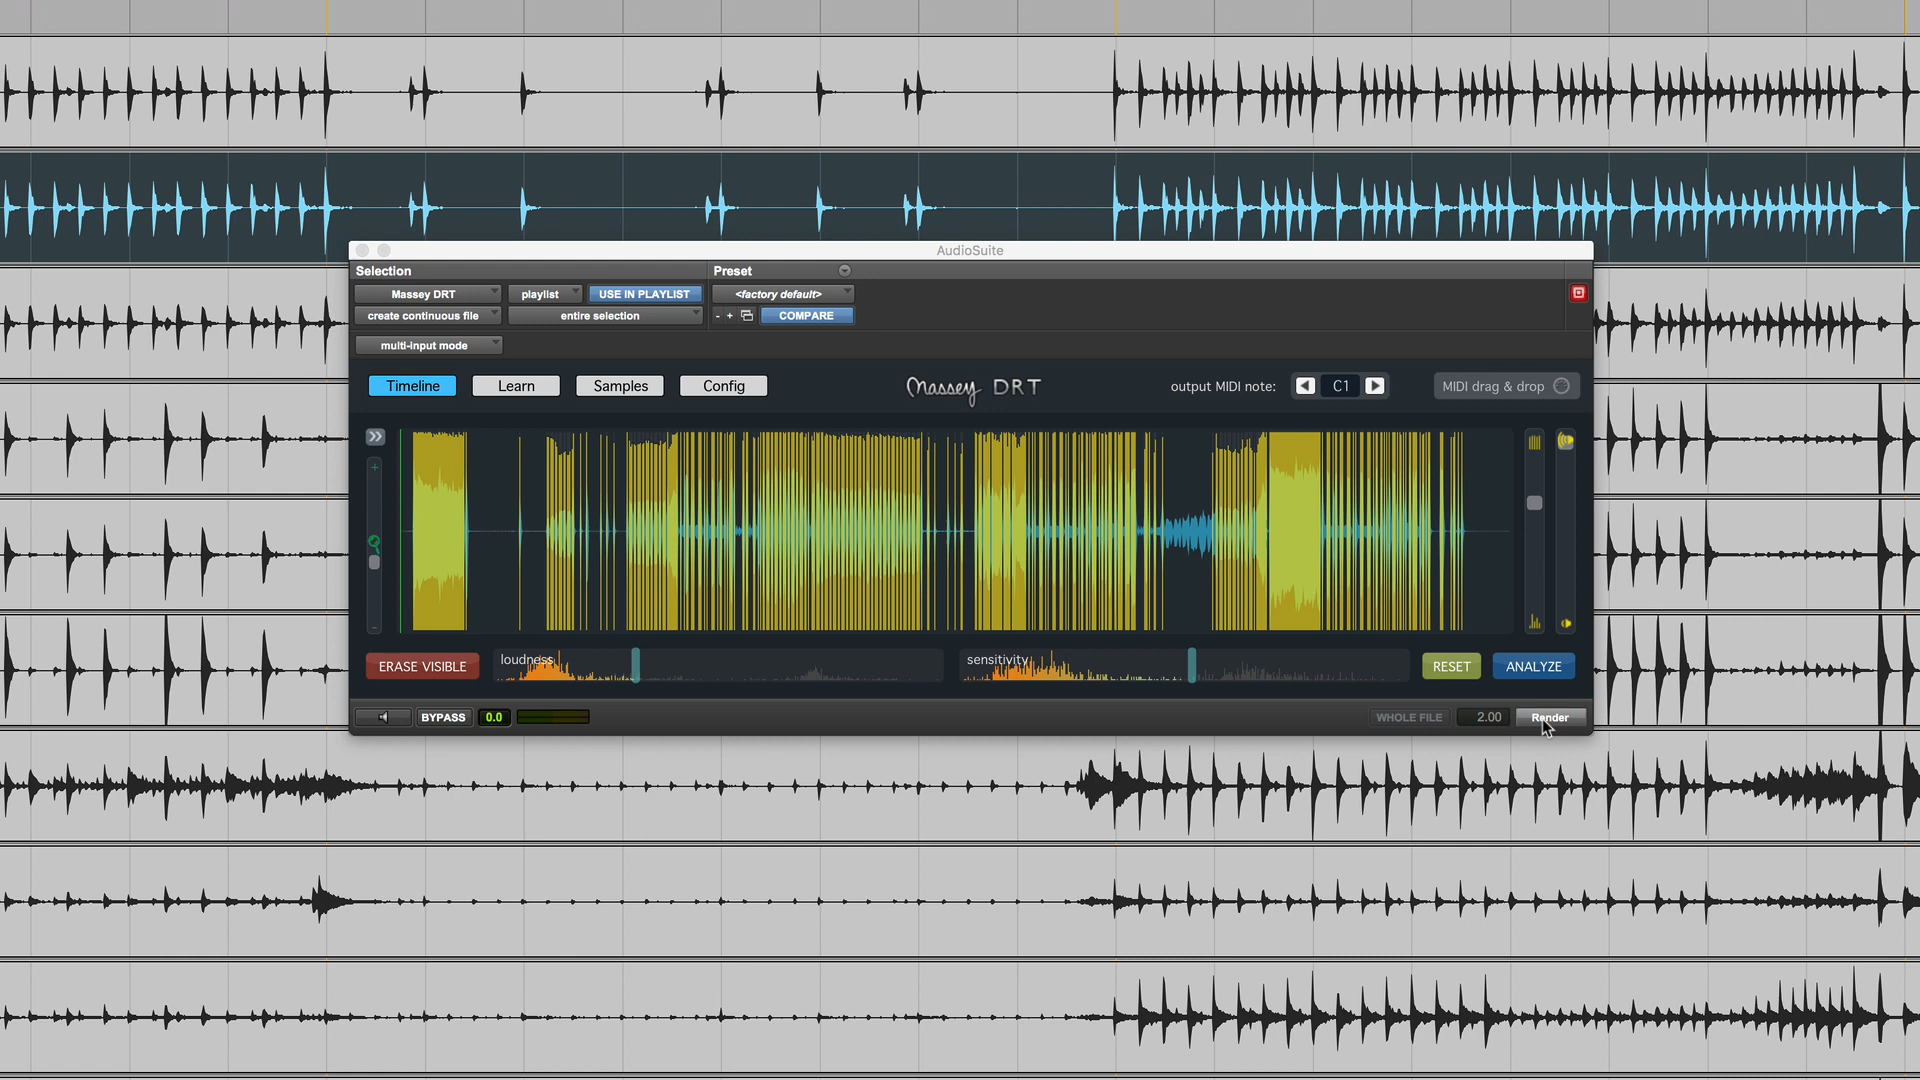 AudioSuite
Selection
Preset
Massey DRT
playlist
USE IN PLAYLIST
<factory default>
create continuous file
entire selection
- +
COMPARE
multi-input mode
Timeline
Learn
Samples
Config
Massey DRT
output MIDI note:
C1
MIDI drag & drop
+
-
ERASE VISIBLE
loudness
sensitivity
RESET
ANALYZE
BYPASS
0.0
WHOLE FILE
2.00
Render